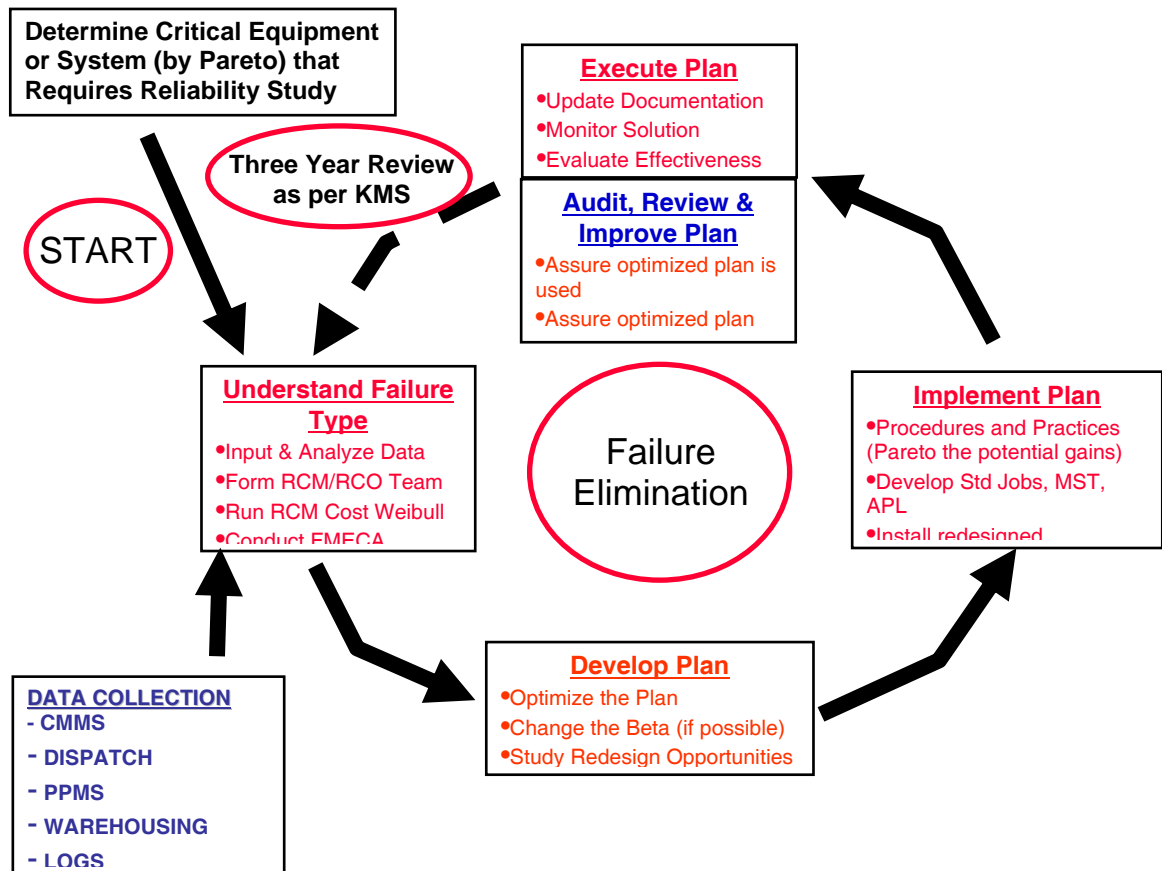 Determine Critical Equipment
or System (by Pareto) that
Requires Reliability Study
START
Three Year Review
as per KMS
Execute Plan
•Update Documentation
•Monitor Solution
•Evaluate Effectiveness
Audit, Review &
Improve Plan
•Assure optimized plan is
used
•Assure optimized plan
Understand Failure
Type
•Input & Analyze Data
•Form RCM/RCO Team
•Run RCM Cost Weibull
•Conduct FMECA
Failure
Elimination
Implement Plan
•Procedures and Practices
(Pareto the potential gains)
•Develop Std Jobs, MST,
APL
•Install redesigned
Develop Plan
•Optimize the Plan
•Change the Beta (if possible)
•Study Redesign Opportunities
DATA COLLECTION
- CMMS
- DISPATCH
- PPMS
- WAREHOUSING
- LOGS